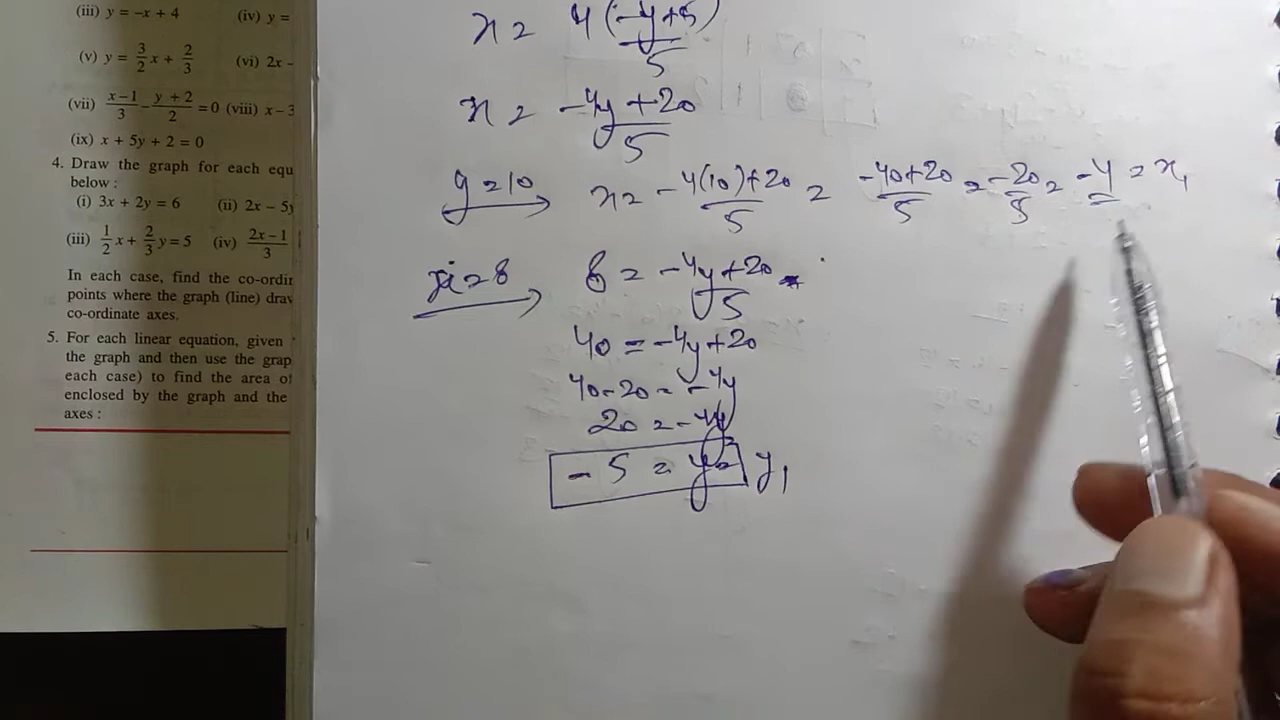 (iii) y = −x + 4 (iv) y =
(v) y = 3/2 x + 2/3 (vi) 2x −
(vii) x−1/3 − y+2/2 = 0 (viii) x − 3
(ix) x + 5y + 2 = 0
4. Draw the graph for each equ
below :
(i) 3x + 2y = 6 (ii) 2x − 5y
(iii) 1/2 x + 2/3 y = 5 (iv) 2x−1/3
In each case, find the co-ordin
points where the graph (line) draw
co-ordinate axes.
5. For each linear equation, given
the graph and then use the grap
each case) to find the area of
enclosed by the graph and the
axes :
x = 4(−y+5)/5
x = −4y+20/5
y = 10 → x = −4(10)+20/5 = −40+20/5 = −20/5 = −4 = x₁
x = 8 → 8 = −4y+20/5
40 = −4y+20
40−20 = −4y
20 = −4y
−5 = y = y₁